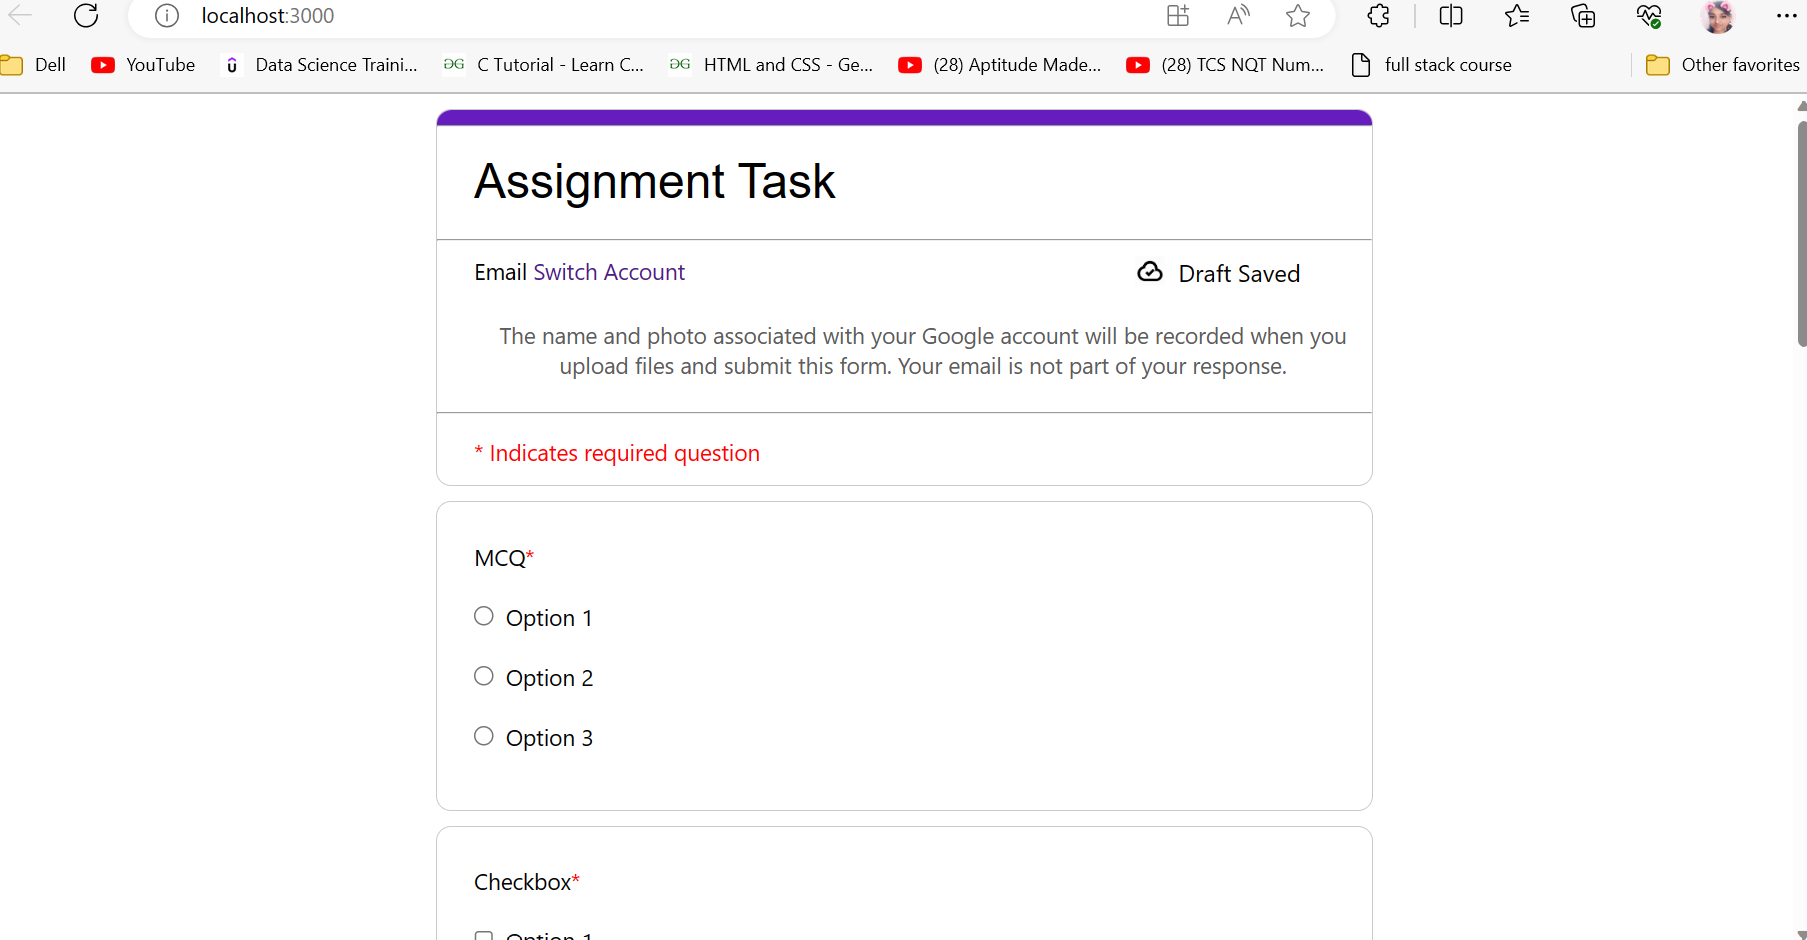 localhost:3000
Dell
YouTube
Data Science Traini...
C Tutorial - Learn C...
HTML and CSS - Ge...
(28) Aptitude Made...
(28) TCS NQT Num...
full stack course
Other favorites
Assignment Task
Email Switch Account
Draft Saved
The name and photo associated with your Google account will be recorded when you
upload files and submit this form. Your email is not part of your response.
* Indicates required question
MCQ*
Option 1
Option 2
Option 3
Checkbox*
Option 1